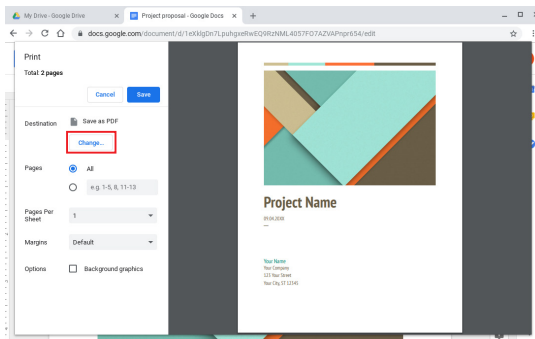 My Drive - Google Drive
Project proposal - Google Docs
docs.google.com/document/d/1eXklgDn7LpuhgxeRwEQ9RzNML4057FO7AZVAPnpr654/edit
Print
Total: 2 pages
Cancel
Save
Destination
Save as PDF
Change...
Pages
All
e.g. 1-5, 8, 11-13
Pages Per
Sheet
1
Margins
Default
Options
Background graphics
Project Name
09.04.20XX
Your Name
Your Company
123 Your Street
Your City, ST 12345